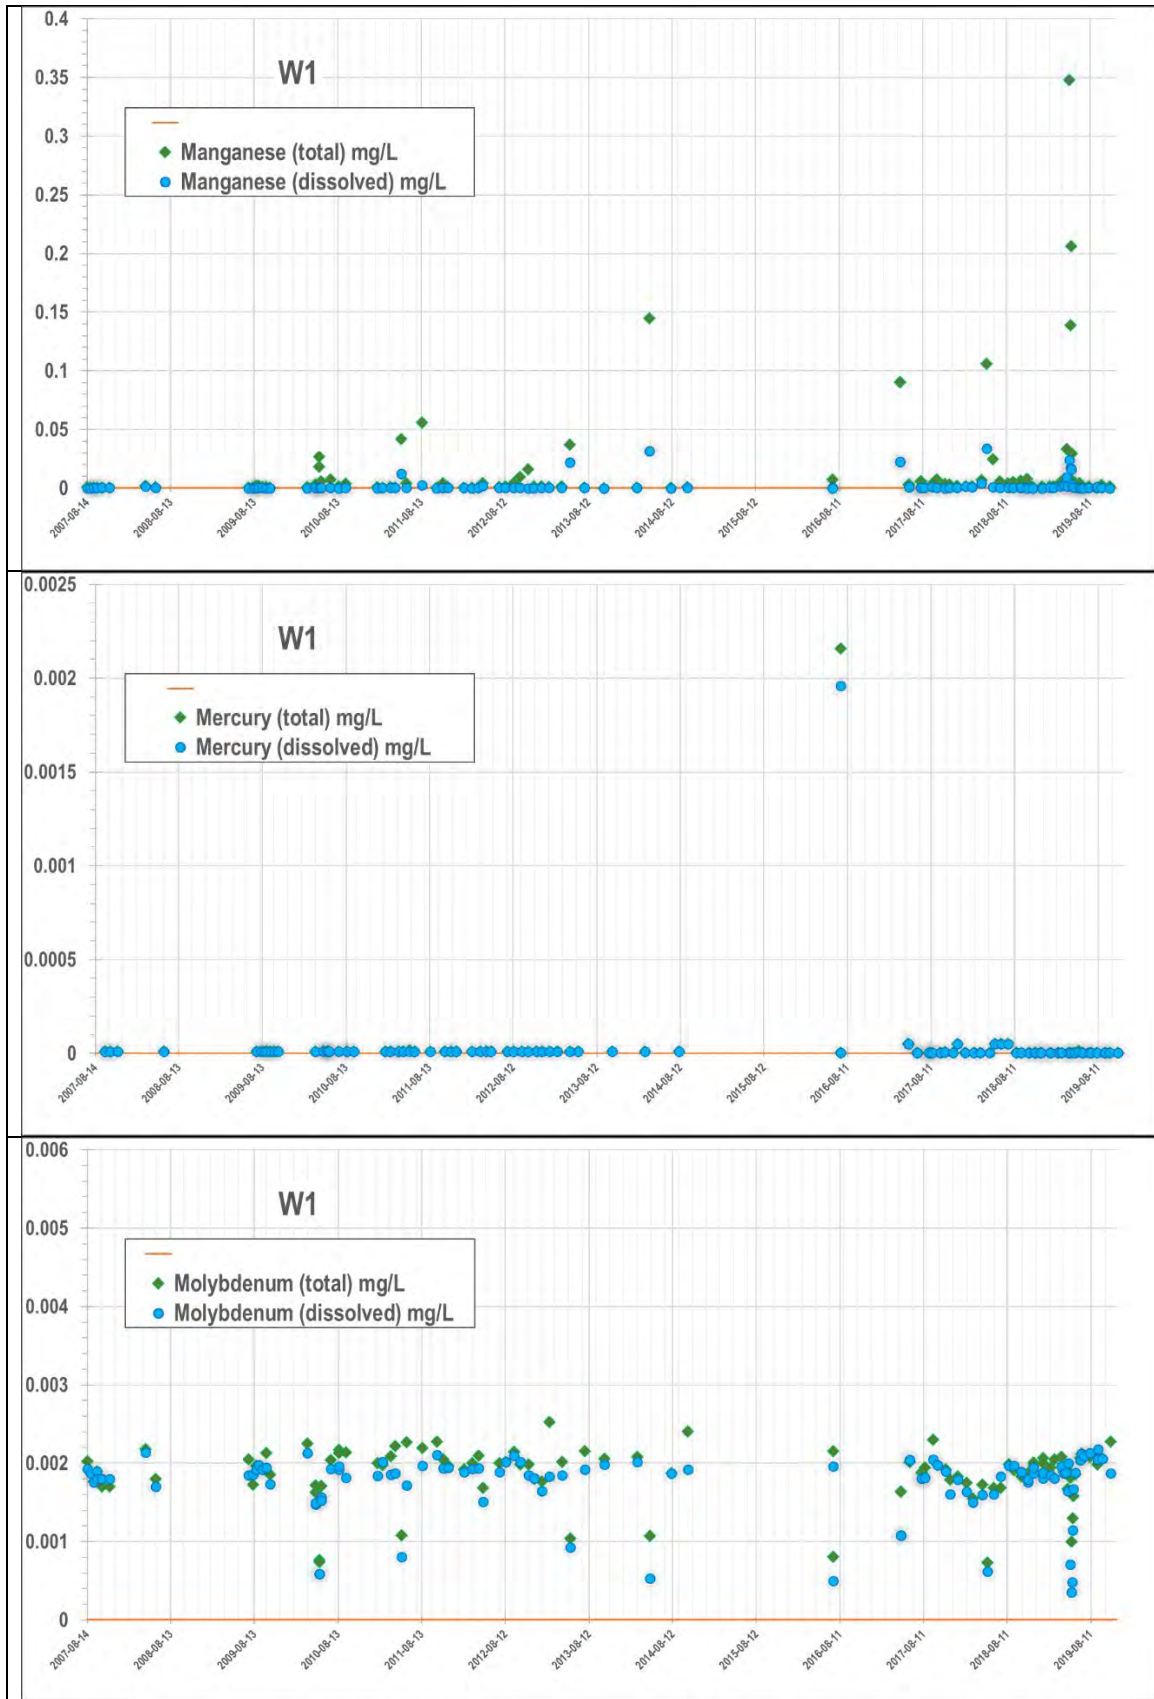 0.4
W1
0.35
Manganese (total) mg/L
0.3
Manganese (dissolved) mg/L
0.25
0.2
0.15
0.1
0.05
0
2007-08-14 2008-08-13 2009-08-13 2010-08-13 2011-08-13 2012-08-12 2013-08-12 2014-08-12 2015-08-12 2016-08-11 2017-08-11 2018-08-11 2019-08-11
0.0025
W1
0.002
Mercury (total) mg/L
Mercury (dissolved) mg/L
0.0015
0.001
0.0005
0
2007-08-14 2008-08-13 2009-08-13 2010-08-13 2011-08-13 2012-08-12 2013-08-12 2014-08-12 2015-08-12 2016-08-11 2017-08-11 2018-08-11 2019-08-11
0.006
W1
0.005
Molybdenum (total) mg/L
Molybdenum (dissolved) mg/L
0.004
0.003
0.002
0.001
0
2007-08-14 2008-08-13 2009-08-13 2010-08-13 2011-08-13 2012-08-12 2013-08-12 2014-08-12 2015-08-12 2016-08-11 2017-08-11 2018-08-11 2019-08-11